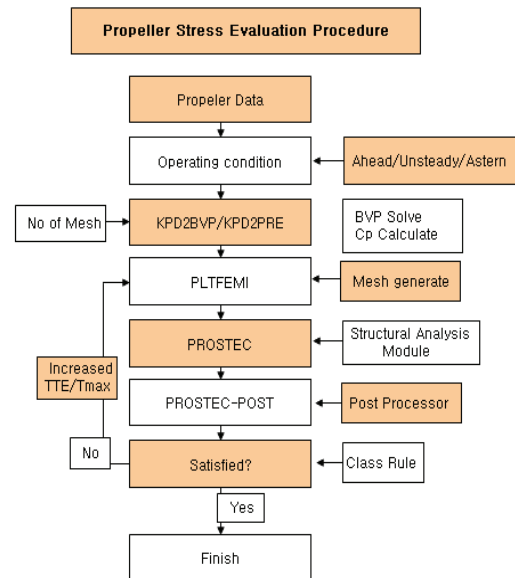 Propeller Stress Evaluation Procedure
Propeler Data
Operating condition
Ahead/Unsteady/Astern
No of Mesh
KPD2BVP/KPD2PRE
BVP Solve
Cp Calculate
PLTFEMI
Mesh generate
PROSTEC
Structural Analysis
Module
Increased
TTE/Tmax
PROSTEC-POST
Post Processor
No
Satisfied?
Class Rule
Yes
Finish